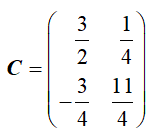 C = ( 3/2 1/4
-3/4 11/4 )